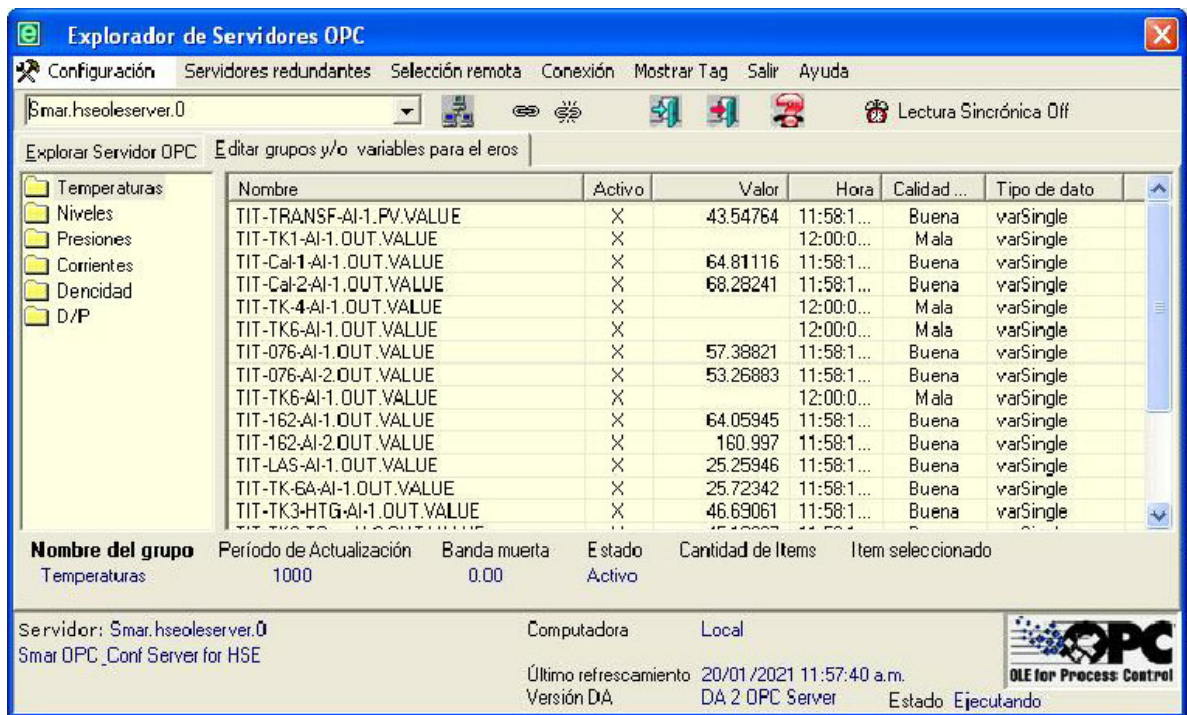 Explorador de Servidores OPC
Configuración Servidores redundantes Selección remota Conexión Mostrar Tag Salir Ayuda
Smar.hseoleserver.0 Lectura Sincrónica Off
Explorar Servidor OPC Editar grupos y/o variables para el eros
Temperaturas
Niveles
Presiones
Corrientes
Dencidad
D/P
Nombre Activo Valor Hora Calidad ... Tipo de dato
TIT-TRANSF-AI-1.PV.VALUE X 43.54764 11:58:1... Buena varSingle
TIT-TK1-AI-1.OUT.VALUE X 12:00:0... Mala varSingle
TIT-Cal-1-AI-1.OUT.VALUE X 64.81116 11:58:1... Buena varSingle
TIT-Cal-2-AI-1.OUT.VALUE X 68.28241 11:58:1... Buena varSingle
TIT-TK-4-AI-1.OUT.VALUE X 12:00:0... Mala varSingle
TIT-TK6-AI-1.OUT.VALUE X 12:00:0... Mala varSingle
TIT-076-AI-1.OUT.VALUE X 57.38821 11:58:1... Buena varSingle
TIT-076-AI-2.OUT.VALUE X 53.26883 11:58:1... Buena varSingle
TIT-TK6-AI-1.OUT.VALUE X 12:00:0... Mala varSingle
TIT-162-AI-1.OUT.VALUE X 64.05945 11:58:1... Buena varSingle
TIT-162-AI-2.OUT.VALUE X 160.997 11:58:1... Buena varSingle
TIT-LAS-AI-1.OUT.VALUE X 25.25946 11:58:1... Buena varSingle
TIT-TK-6A-AI-1.OUT.VALUE X 25.72342 11:58:1... Buena varSingle
TIT-TK3-HTG-AI-1.OUT.VALUE X 46.69061 11:58:1... Buena varSingle
Nombre del grupo Período de Actualización Banda muerta Estado Cantidad de Items Item seleccionado
Temperaturas 1000 0.00 Activo
Servidor: Smar.hseoleserver.0 Computadora Local
Smar OPC_Conf Server for HSE
Último refrescamiento 20/01/2021 11:57:40 a.m.
Versión DA DA 2 OPC Server Estado Ejecutando
OPC
OLE for Process Control